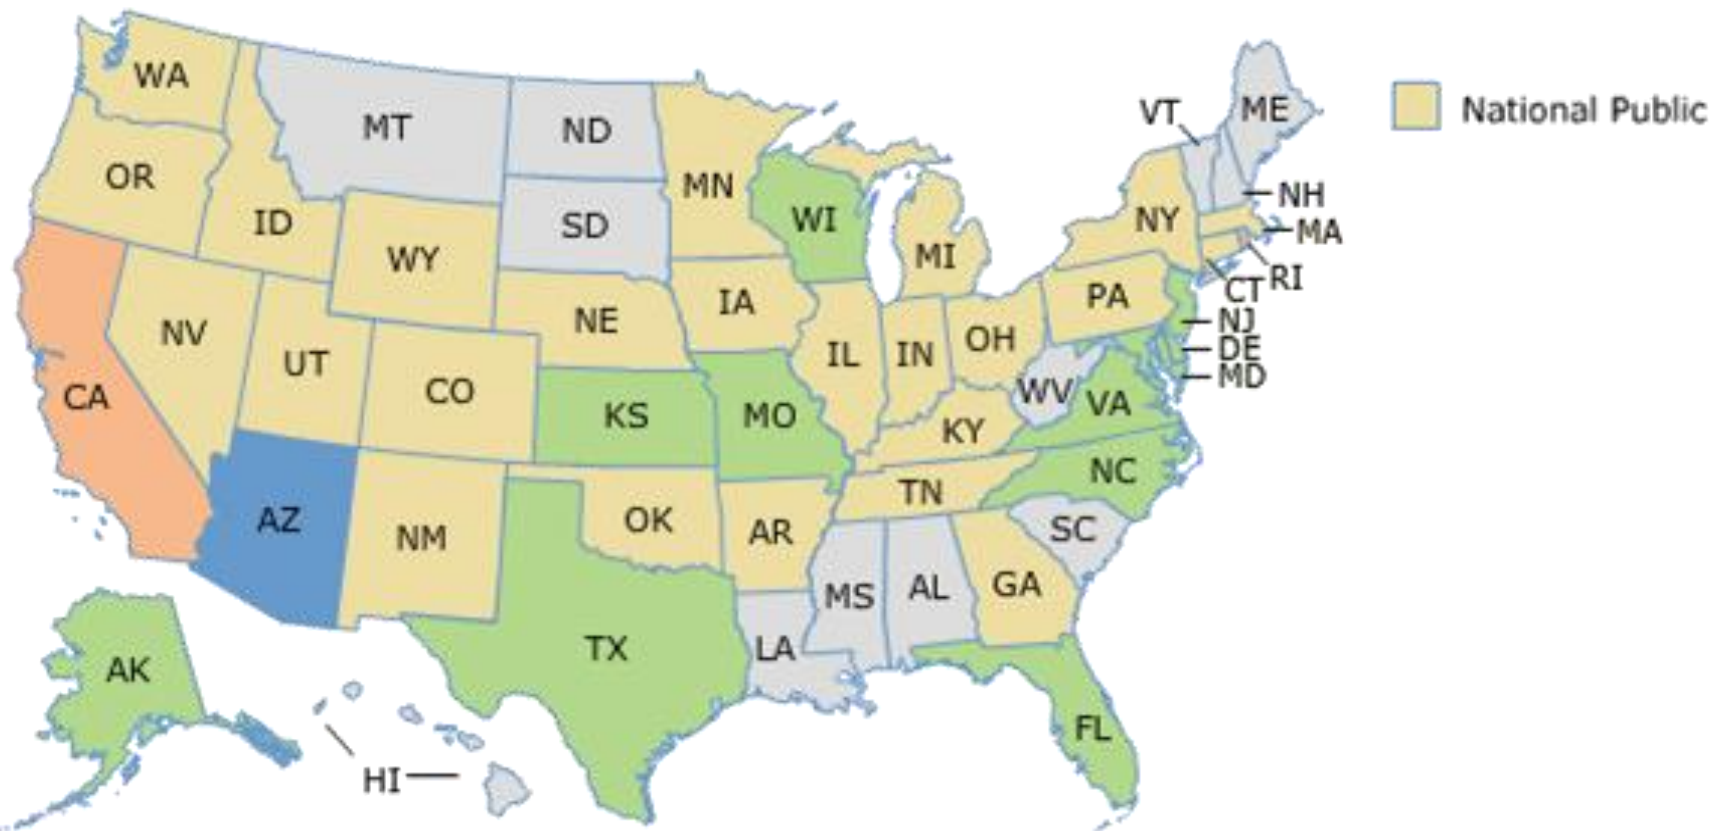 WA
VT
ME
National Public
MT
ND
OR
MN
NH
ID
SD
WI
NY
MA
WY
MI
RI
CT
NV
NE
IA
PA
NJ
UT
IL
IN
OH
DE
CA
CO
WV
MD
KS
MO
VA
KY
NC
TN
AZ
NM
OK
AR
SC
MS
AL
GA
AK
TX
LA
FL
HI